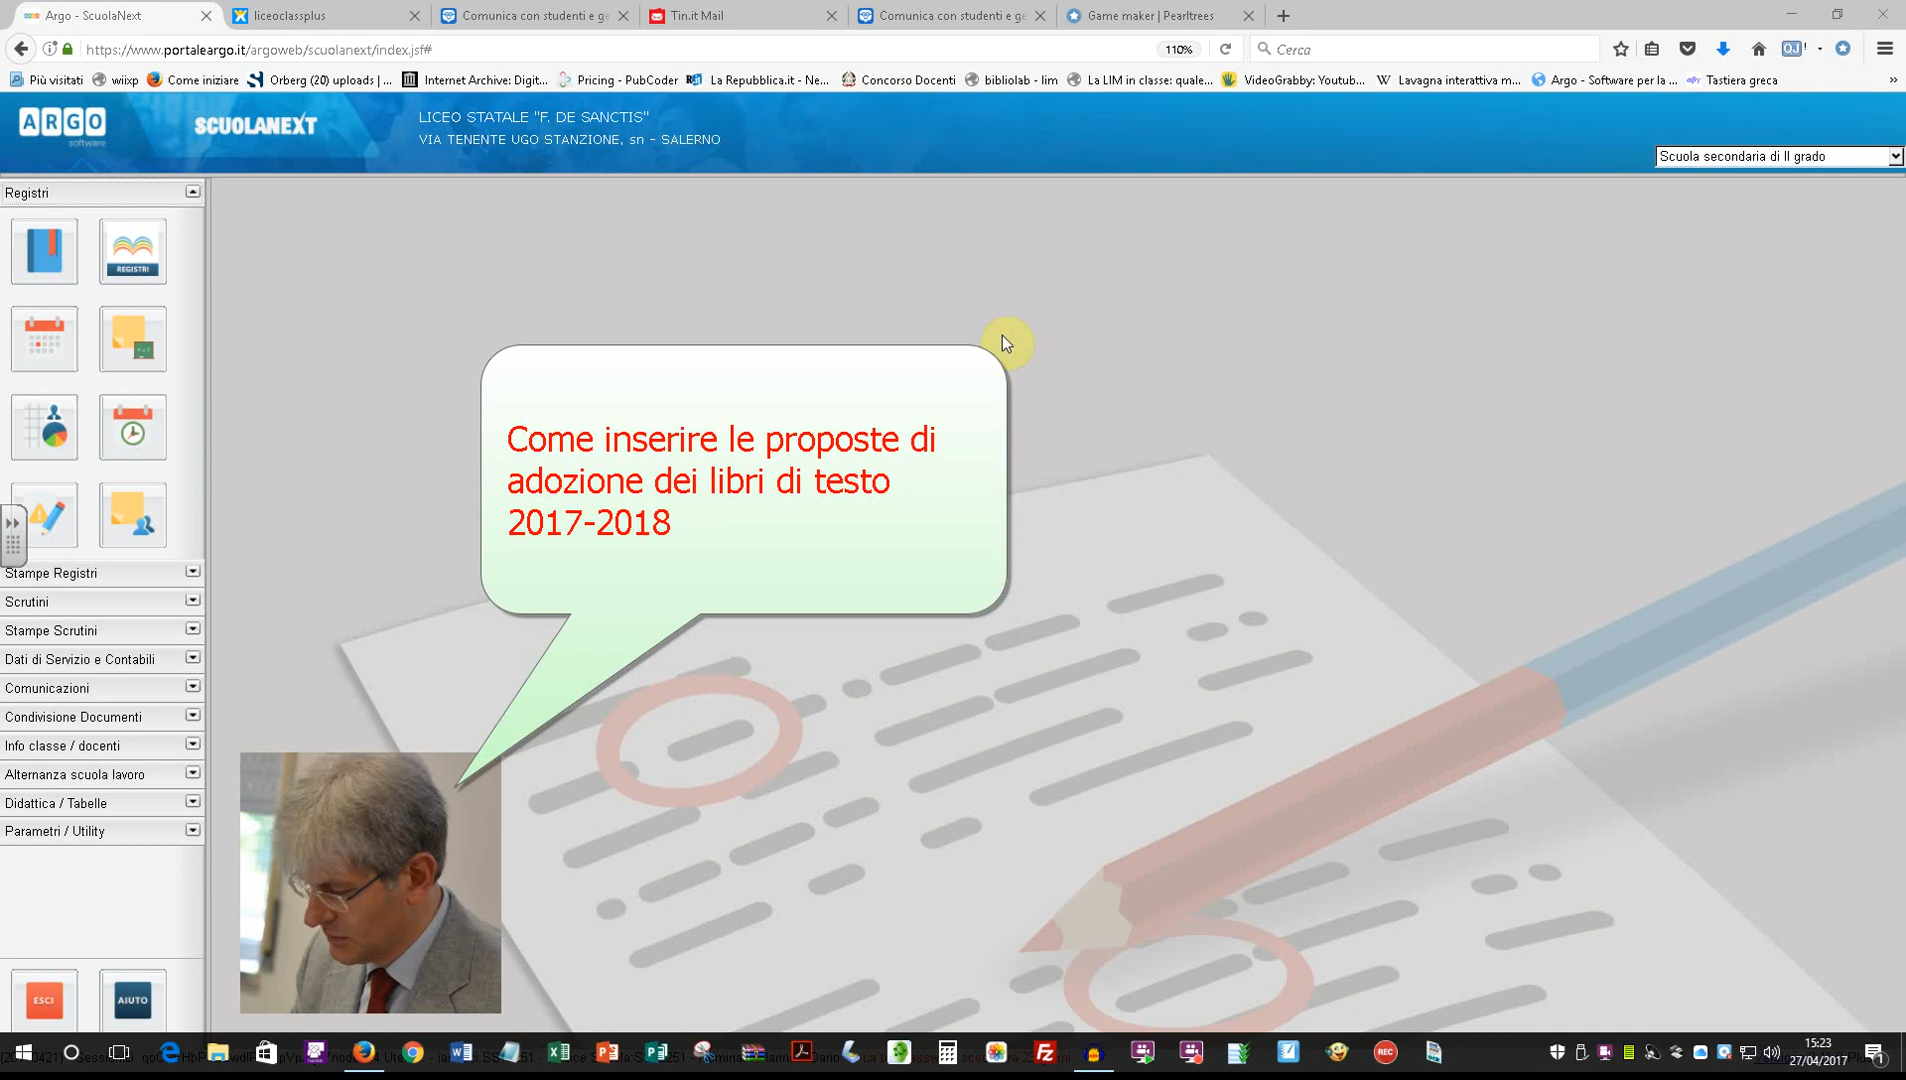 Argo - ScuolaNext
liceoclassplus
Comunica con studenti e ge
Tin.it Mail
Comunica con studenti e ge
Game maker | Pearltrees
https://www.portaleargo.it/argoweb/scuolanext/index.jsf#
110%
Cerca
Più visitati
wiixp
Come iniziare
Orberg (20) uploads | ...
Internet Archive: Digit...
Pricing - PubCoder
La Repubblica.it - Ne...
Concorso Docenti
bibliolab - lim
La LIM in classe: quale...
VideoGrabby: Youtub...
Lavagna interattiva m...
Argo - Software per la ...
Tastiera greca
ARGO
software
SCUOLANEXT
LICEO STATALE "F. DE SANCTIS"
VIA TENENTE UGO STANZIONE, sn - SALERNO
Scuola secondaria di II grado
Registri
REGISTRI
Come inserire le proposte di
adozione dei libri di testo
2017-2018
Stampe Registri
Scrutini
Stampe Scrutini
Dati di Servizio e Contabili
Comunicazioni
Condivisione Documenti
Info classe / docenti
Alternanza scuola lavoro
Didattica / Tabelle
Parametri / Utility
ESCI
AIUTO
REC
15:23
27/04/2017